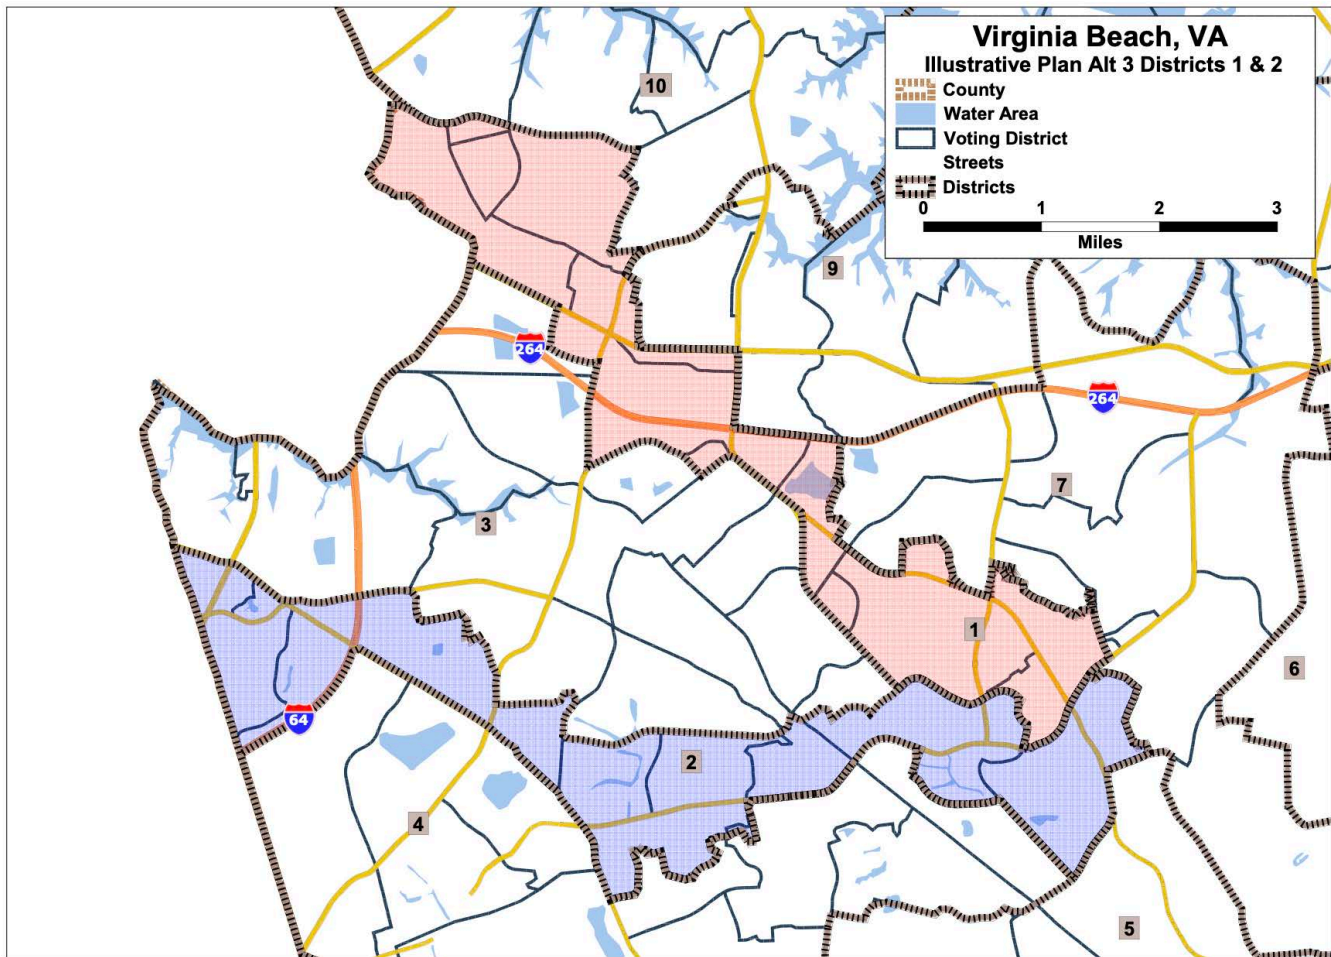 Virginia Beach, VA
Illustrative Plan Alt 3 Districts 1 & 2
County
Water Area
Voting District
Streets
Districts
0 1 2 3
Miles
10
9
264
264
7
3
1
6
64
2
4
5